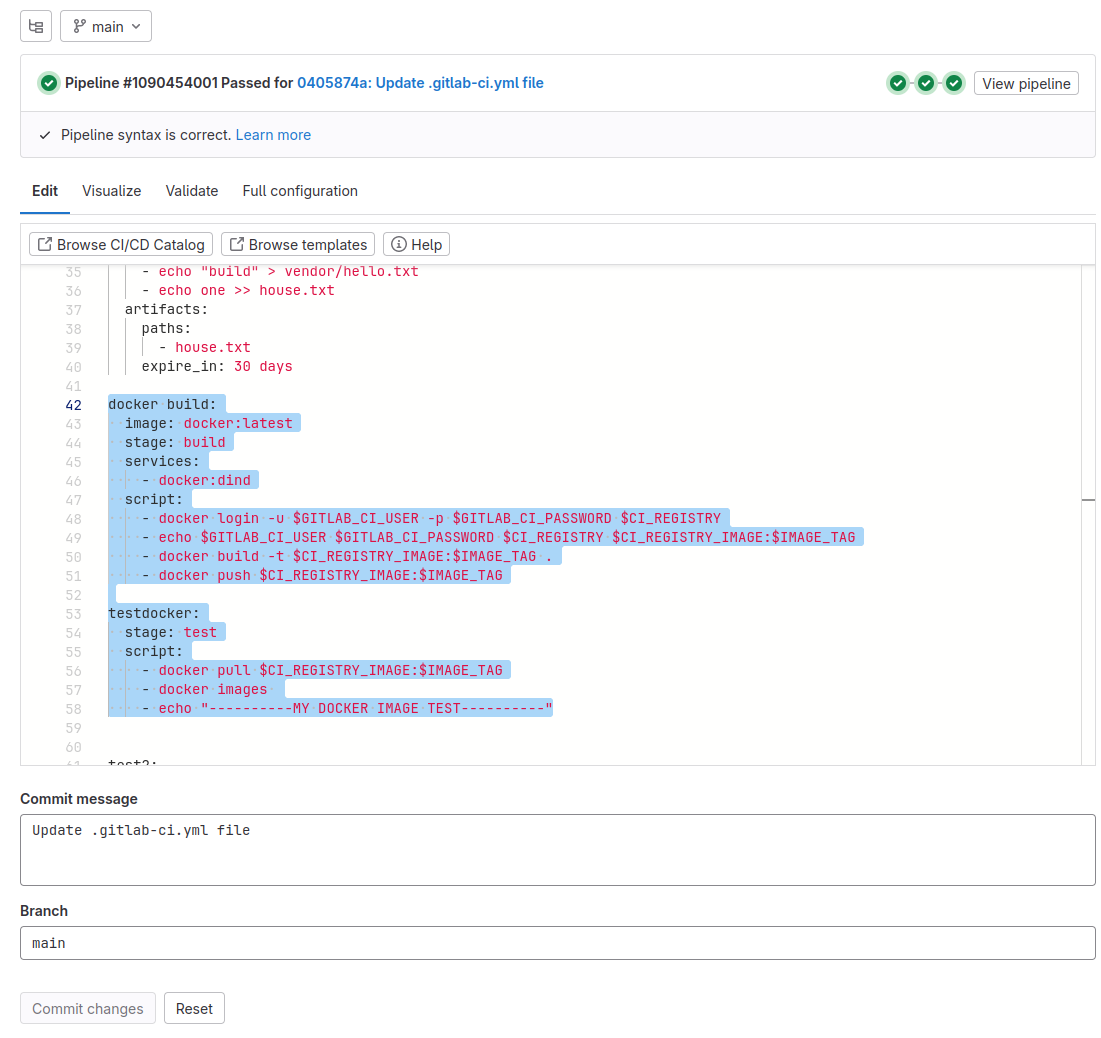 main
Pipeline #1090454001 Passed for 0405874a: Update .gitlab-ci.yml file
View pipeline
Pipeline syntax is correct. Learn more
Edit Visualize Validate Full configuration
Browse CI/CD Catalog Browse templates Help
35 - echo "build" > vendor/hello.txt
36 - echo one >> house.txt
37 artifacts:
38 paths:
39 - house.txt
40 expire_in: 30 days
41
42 docker build:
43 image: docker:latest
44 stage: build
45 services:
46 - docker:dind
47 script:
48 - docker login -u $GITLAB_CI_USER -p $GITLAB_CI_PASSWORD $CI_REGISTRY
49 - echo $GITLAB_CI_USER $GITLAB_CI_PASSWORD $CI_REGISTRY $CI_REGISTRY_IMAGE:$IMAGE_TAG
50 - docker build -t $CI_REGISTRY_IMAGE:$IMAGE_TAG .
51 - docker push $CI_REGISTRY_IMAGE:$IMAGE_TAG
52
53 testdocker:
54 stage: test
55 script:
56 - docker pull $CI_REGISTRY_IMAGE:$IMAGE_TAG
57 - docker images
58 - echo "----------MY DOCKER IMAGE TEST----------"
59
60
61 test2:
Commit message
Update .gitlab-ci.yml file
Branch
main
Commit changes Reset